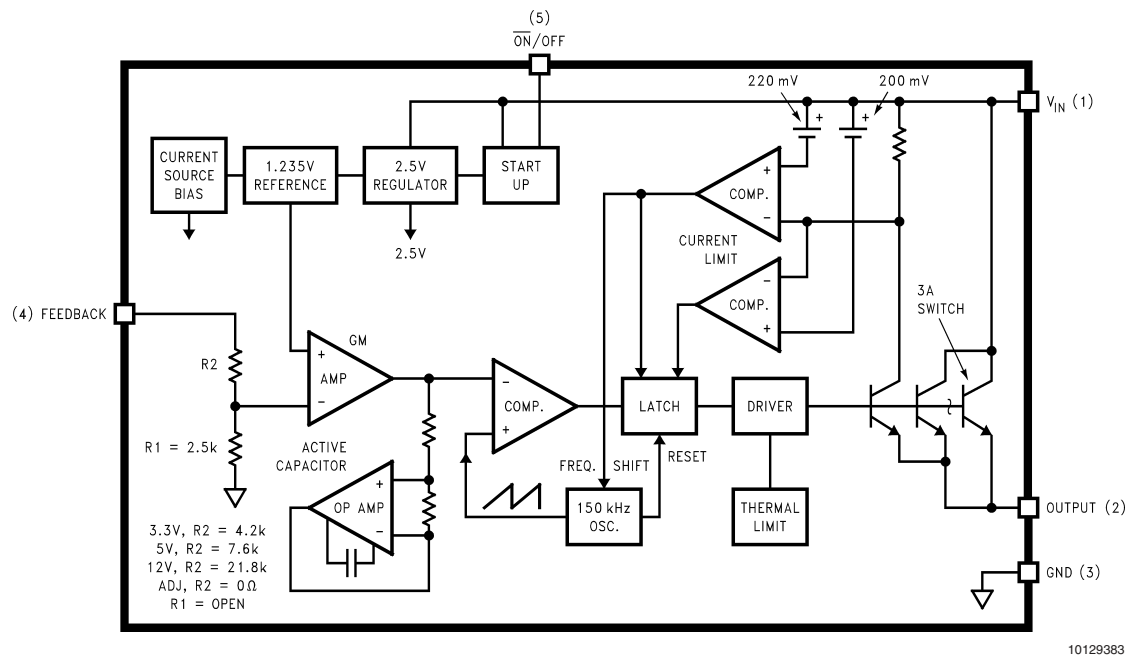 (5)
ON/OFF
220 mV
200 mV
VIN (1)
CURRENT
SOURCE
BIAS
1.235V
REFERENCE
2.5V
REGULATOR
START
UP
+
+
+
COMP.
−
2.5V
CURRENT
LIMIT
−
COMP.
+
3A
SWITCH
(4) FEEDBACK
R2
GM
+
AMP
−
−
COMP.
+
LATCH
DRIVER
R1 = 2.5k
ACTIVE
CAPACITOR
FREQ. SHIFT
RESET
+
OP AMP
−
150 kHz
OSC.
THERMAL
LIMIT
OUTPUT (2)
3.3V, R2 = 4.2k
5V, R2 = 7.6k
12V, R2 = 21.8k
ADJ, R2 = 0Ω
R1 = OPEN
GND (3)
10129383